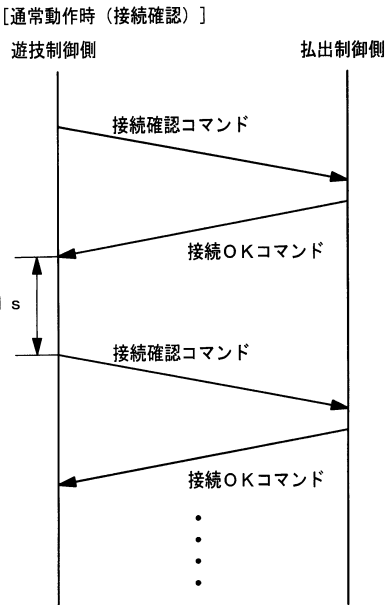 [通常動作時（接続確認）]
遊技制御側
払出制御側
接続確認コマンド
接続ＯＫコマンド
ｓ
接続確認コマンド
接続ＯＫコマンド